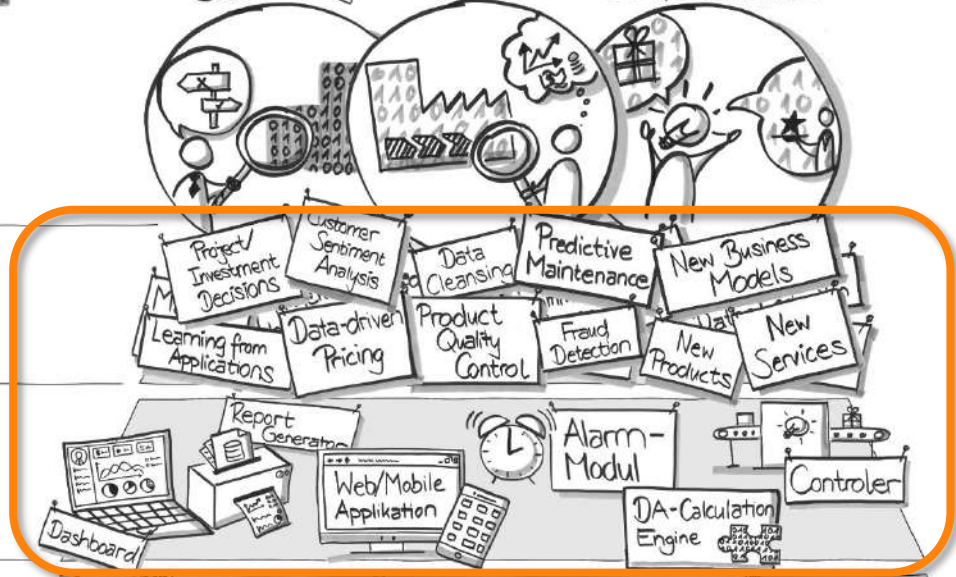 Project/
Investment
Decisions
Customer
Sentiment
Analysis
Data
Cleansing
Predictive
Maintenance
New Business
Models
Learning from
Applications
Data-driven
Pricing
Product
Quality
Control
Fraud
Detection
New
Products
New
Services
Report
Generator
Alarm-
Modul
Web/Mobile
Applikation
Controler
DA-Calculation
Engine
Dashboard